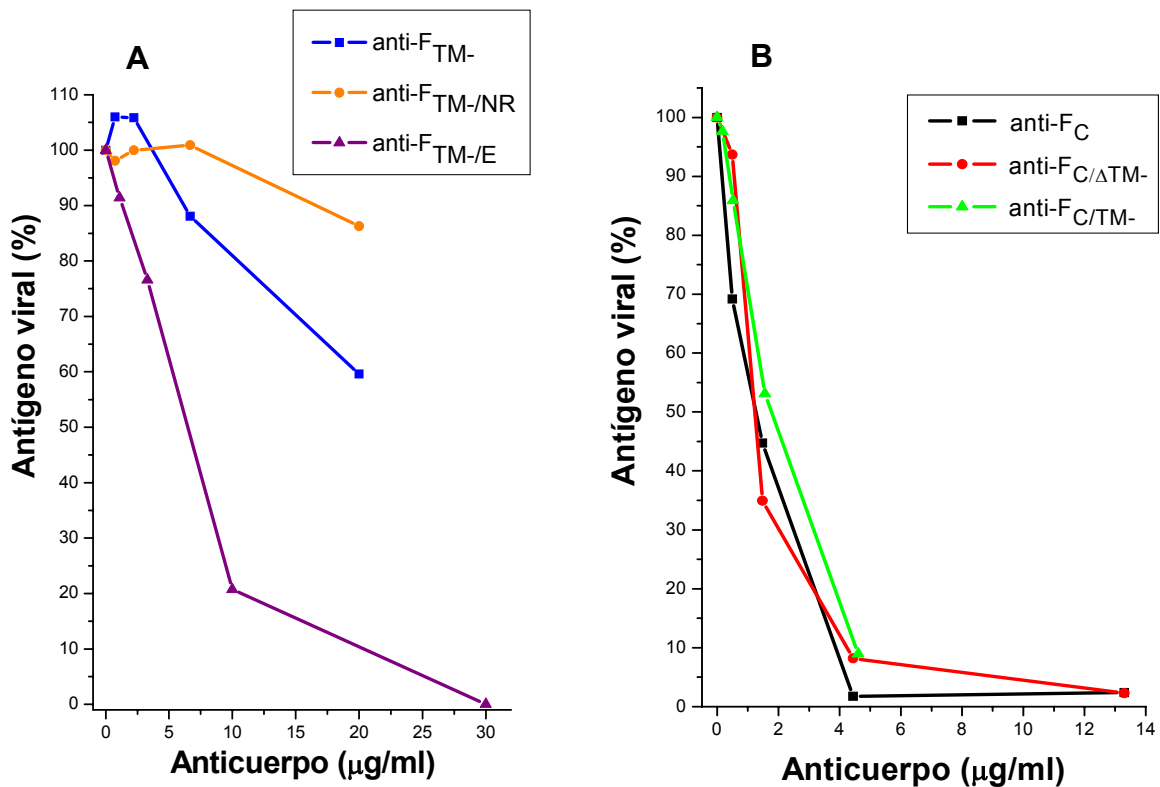 A
anti-FTM-
anti-FTM-/NR
anti-FTM-/E
110
100
90
80
70
60
50
40
30
20
10
0
Antígeno viral (%)
0 5 10 15 20 25 30
Anticuerpo (μg/ml)
B
anti-FC
anti-FC/ΔTM-
anti-FC/TM-
100
90
80
70
60
50
40
30
20
10
0
Antígeno viral (%)
0 2 4 6 8 10 12 14
Anticuerpo (μg/ml)